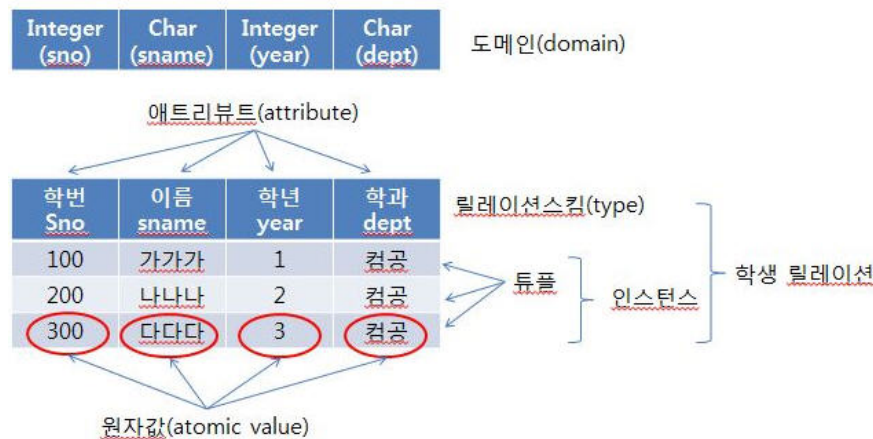 Integer Char Integer Char
(sno) (sname) (year) (dept)
도메인(domain)
애트리뷰트(attribute)
학번 이름 학년 학과
Sno sname year dept
릴레이션스킴(type)
100 가가가 1 컴공
200 나나나 2 컴공
300 다다다 3 컴공
튜플
인스턴스
학생 릴레이션
원자값(atomic value)